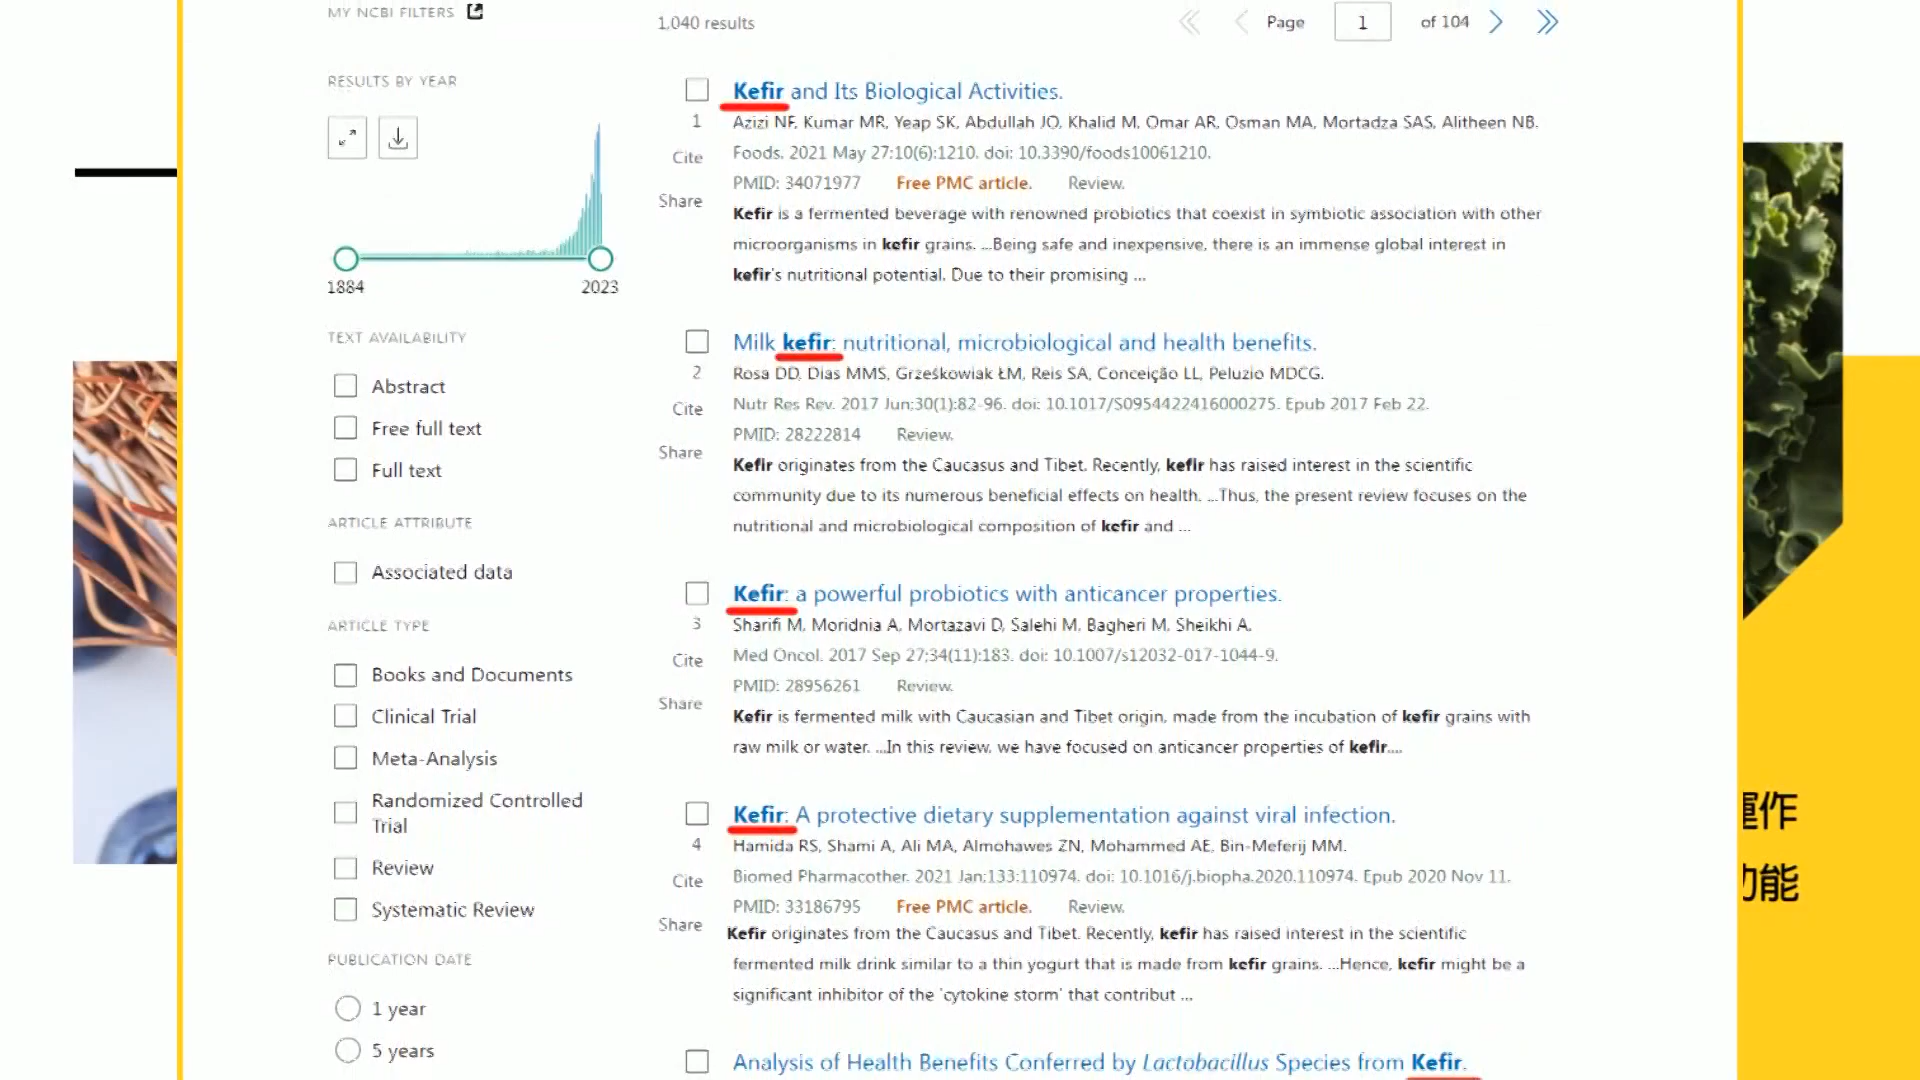 MY NCBI FILTERS
1,040 results
Page 1 of 104
RESULTS BY YEAR
1884
2023
TEXT AVAILABILITY
Abstract
Free full text
Full text
ARTICLE ATTRIBUTE
Associated data
ARTICLE TYPE
Books and Documents
Clinical Trial
Meta-Analysis
Randomized Controlled
Trial
Review
Systematic Review
PUBLICATION DATE
1 year
5 years
Kefir and Its Biological Activities.
1
Azizi NF, Kumar MR, Yeap SK, Abdullah JO, Khalid M, Omar AR, Osman MA, Mortadza SAS, Alitheen NB.
Cite
Foods. 2021 May 27;10(6):1210. doi: 10.3390/foods10061210.
PMID: 34071977 Free PMC article. Review.
Share
Kefir is a fermented beverage with renowned probiotics that coexist in symbiotic association with other
microorganisms in kefir grains. ...Being safe and inexpensive, there is an immense global interest in
kefir's nutritional potential. Due to their promising ...
Milk kefir: nutritional, microbiological and health benefits.
2
Rosa DD, Dias MMS, Grześkowiak ŁM, Reis SA, Conceição LL, Peluzio MDCG.
Cite
Nutr Res Rev. 2017 Jun;30(1):82-96. doi: 10.1017/S0954422416000275. Epub 2017 Feb 22.
PMID: 28222814 Review.
Share
Kefir originates from the Caucasus and Tibet. Recently, kefir has raised interest in the scientific
community due to its numerous beneficial effects on health. ...Thus, the present review focuses on the
nutritional and microbiological composition of kefir and ...
Kefir: a powerful probiotics with anticancer properties.
3
Sharifi M, Moridnia A, Mortazavi D, Salehi M, Bagheri M, Sheikhi A.
Cite
Med Oncol. 2017 Sep 27;34(11):183. doi: 10.1007/s12032-017-1044-9.
PMID: 28956261 Review.
Share
Kefir is fermented milk with Caucasian and Tibet origin, made from the incubation of kefir grains with
raw milk or water. ...In this review, we have focused on anticancer properties of kefir....
Kefir: A protective dietary supplementation against viral infection.
4
Hamida RS, Shami A, Ali MA, Almohawes ZN, Mohammed AE, Bin-Meferij MM.
Cite
Biomed Pharmacother. 2021 Jan;133:110974. doi: 10.1016/j.biopha.2020.110974. Epub 2020 Nov 11.
PMID: 33186795 Free PMC article. Review.
Share
Kefir originates from the Caucasus and Tibet. Recently, kefir has raised interest in the scientific
fermented milk drink similar to a thin yogurt that is made from kefir grains. ...Hence, kefir might be a
significant inhibitor of the 'cytokine storm' that contribut ...
Analysis of Health Benefits Conferred by Lactobacillus Species from Kefir.
運作
能